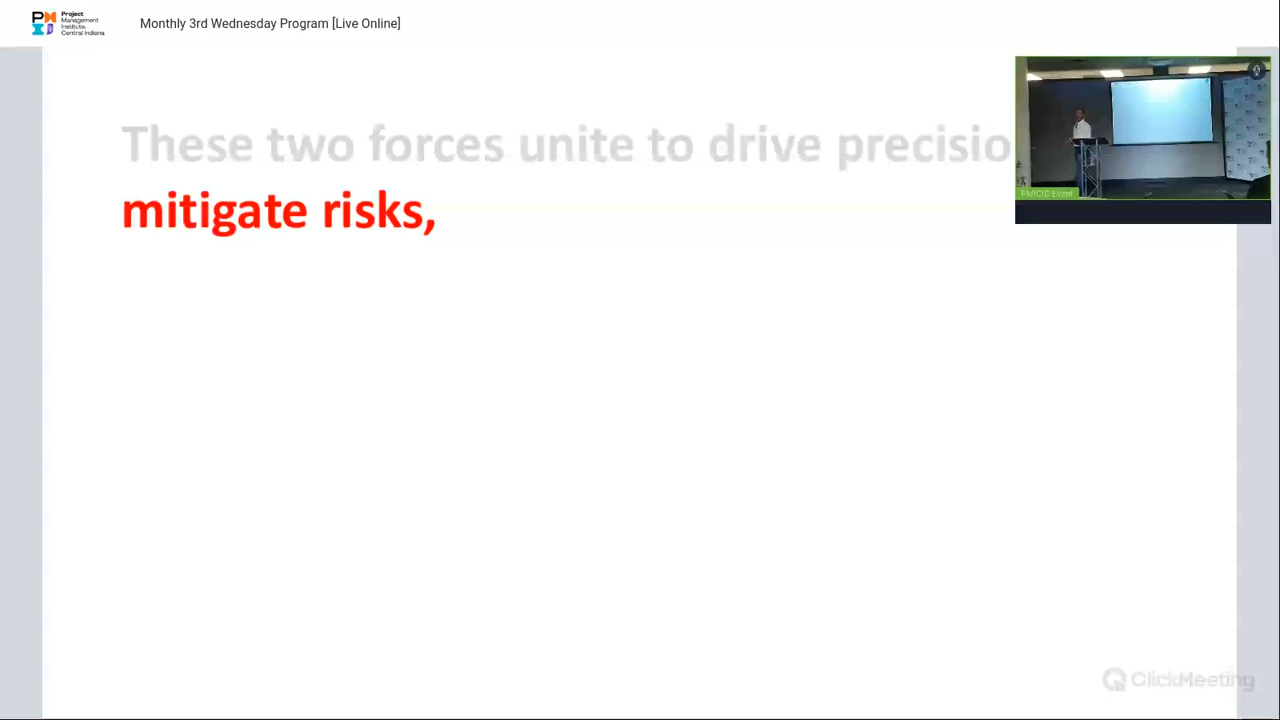 Project
Management
Institute.
Central Indiana
Monthly 3rd Wednesday Program [Live Online]
These two forces unite to drive precisio
mitigate risks,
PMICIC Event
ClickMeeting